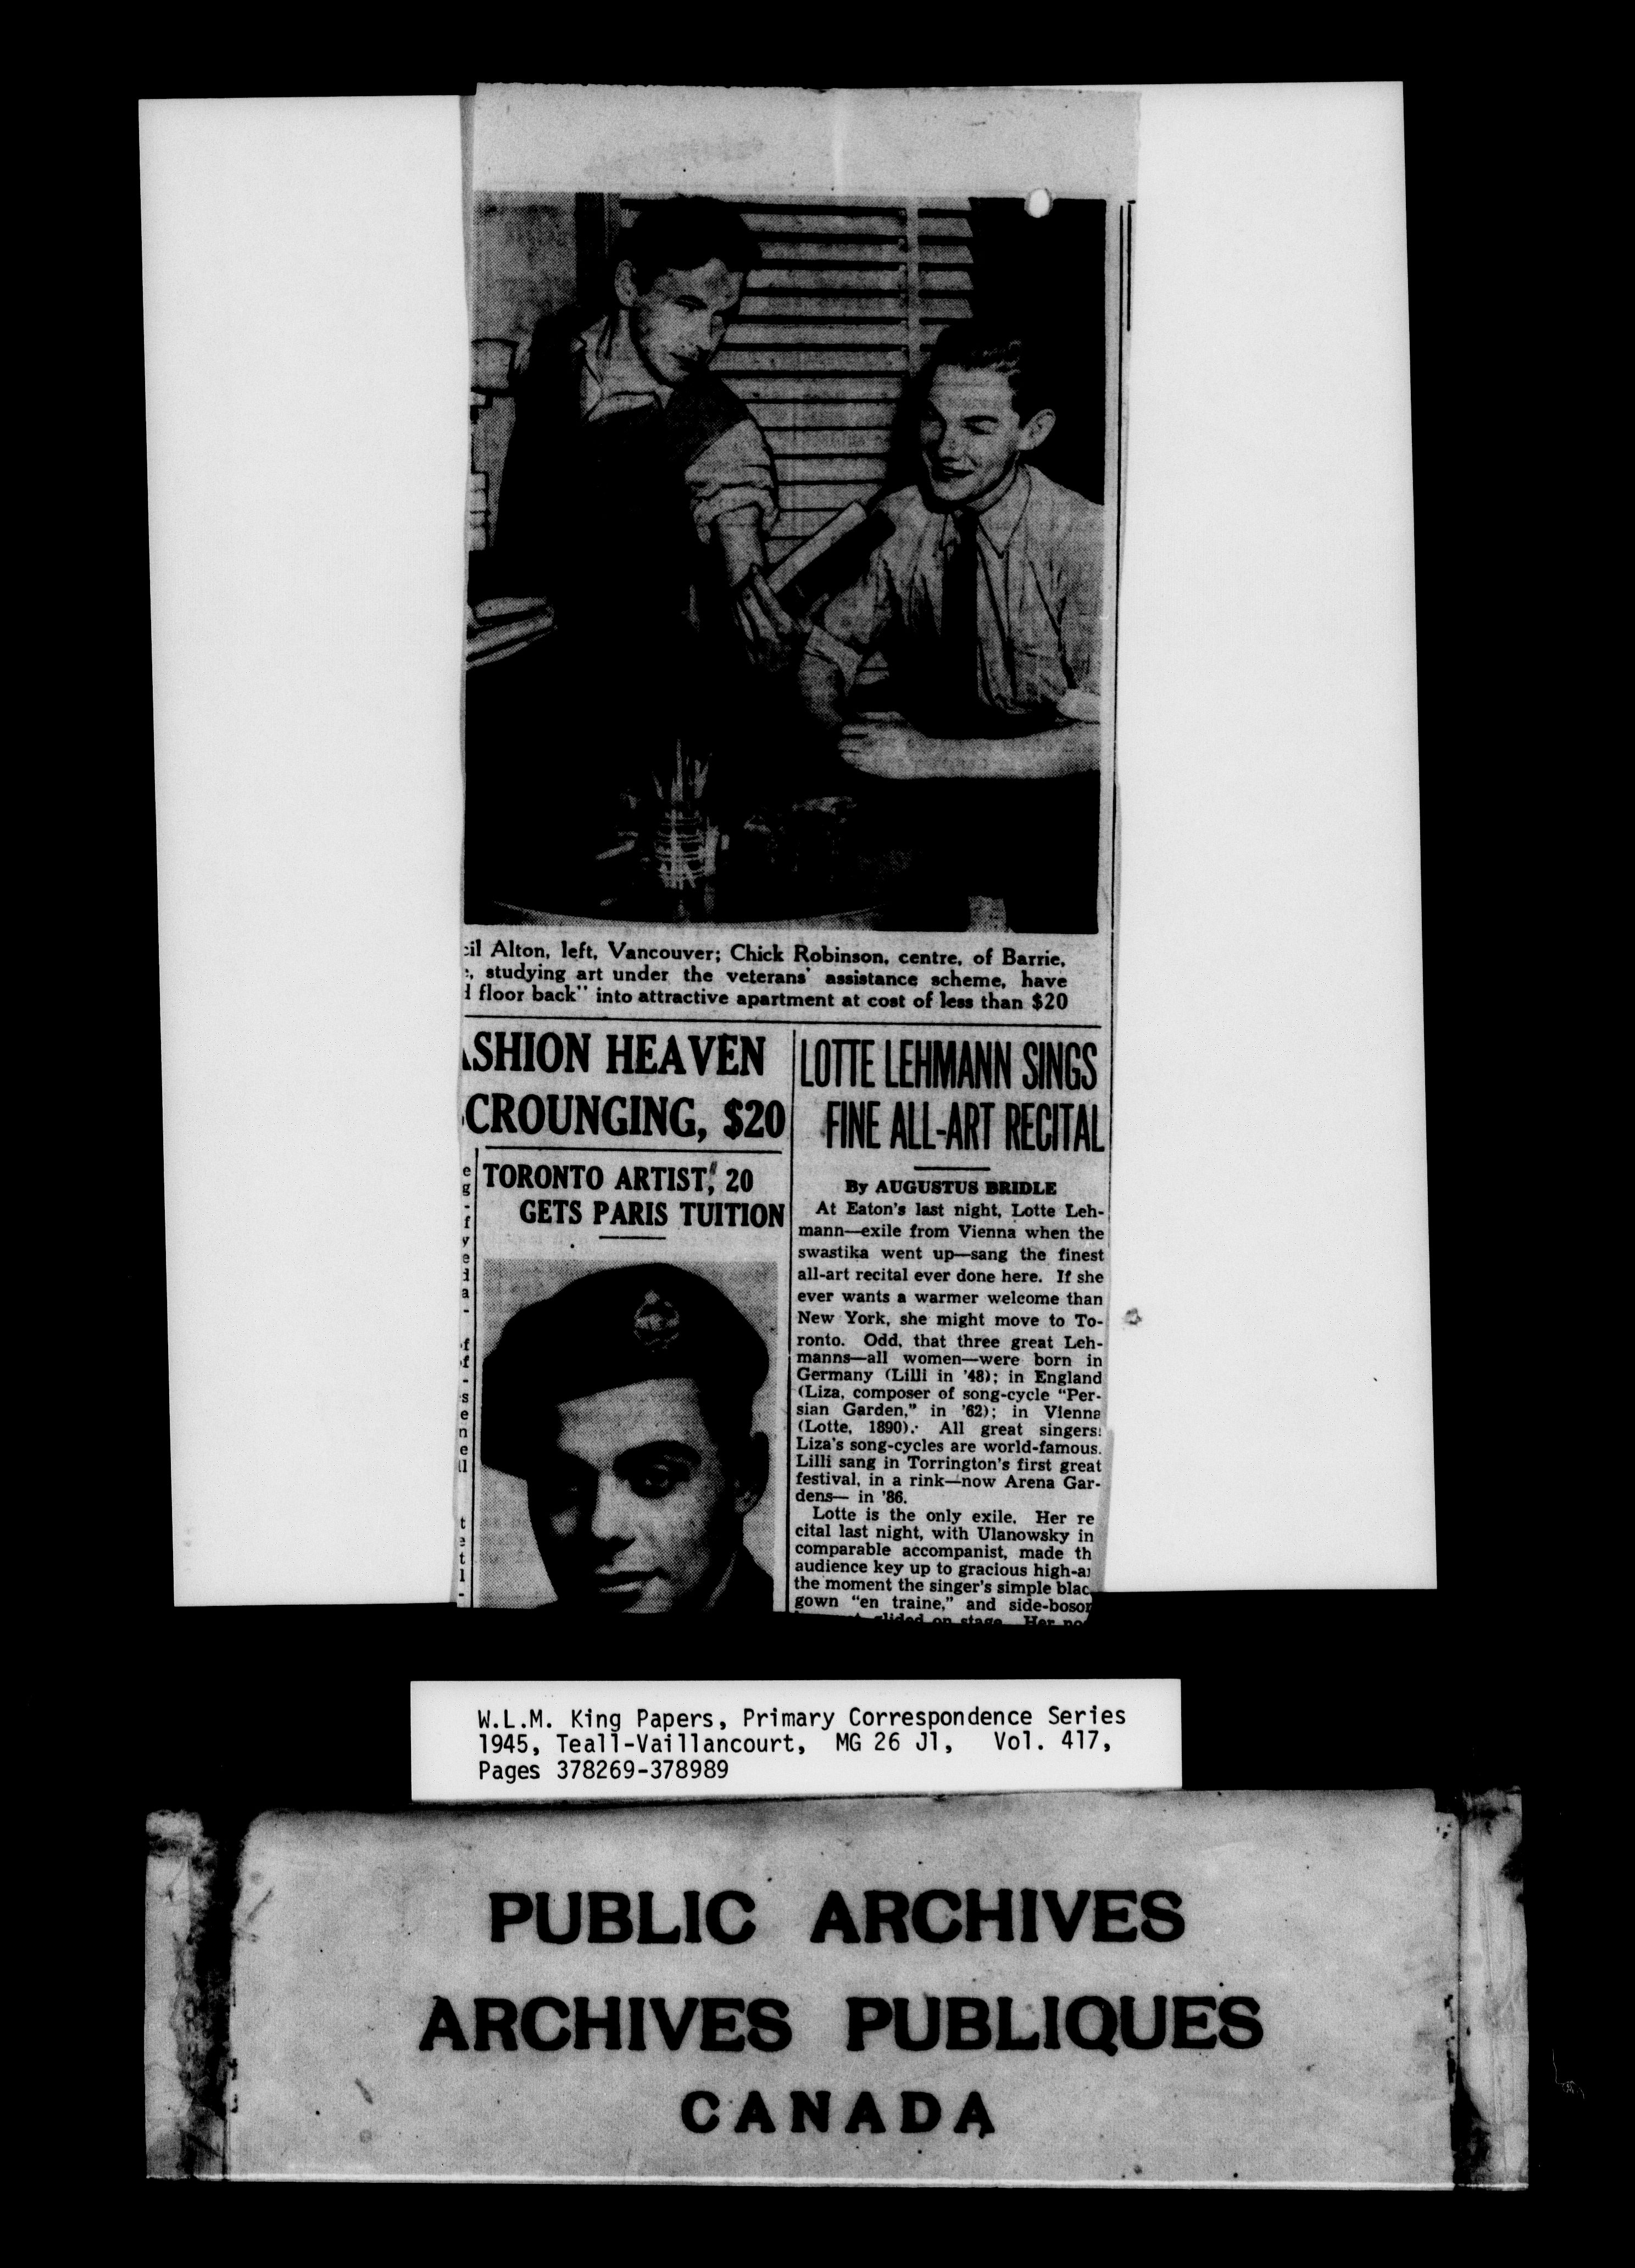 cil Alton, left, Vancouver; Chick Robinson, centre, of Barrie,
studying art under the veterans' assistance scheme, have
floor back" into attractive apartment at cost of less than $20
ASHION HEAVEN
CROUNGING, $20
e
g
-
f
y
e
d
a
-
f
f
-
s
e
n
e
ll
t
e
t
l
-
TORONTO ARTIST, 20
GETS PARIS TUITION
LOTTE LEHMANN SINGS
FINE ALL-ART RECITAL
By AUGUSTUS BRIDLE
At Eaton's last night, Lotte Leh-
mann—exile from Vienna when the
swastika went up—sang the finest
all-art recital ever done here. If she
ever wants a warmer welcome than
New York, she might move to To-
ronto. Odd, that three great Leh-
manns—all women—were born in
Germany (Lilli in '48); in England
(Liza, composer of song-cycle "Per-
sian Garden," in '62); in Vienna
(Lotte, 1890). All great singers:
Liza's song-cycles are world-famous.
Lilli sang in Torrington's first great
festival, in a rink—now Arena Gar-
dens— in '86.
Lotte is the only exile. Her re
cital last night, with Ulanowsky in
comparable accompanist, made th
audience key up to gracious high-ar
the moment the singer's simple blac
gown "en traine," and side-bosom
glided on stage. Her
W.L.M. King Papers, Primary Correspondence Series
1945, Teall-Vaillancourt, MG 26 J1, Vol. 417,
Pages 378269-378989
PUBLIC ARCHIVES
ARCHIVES PUBLIQUES
CANADA